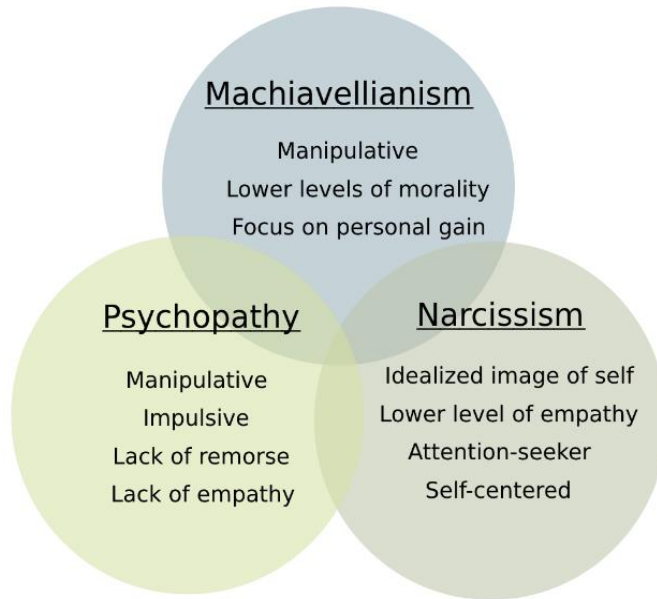 Machiavellianism
Manipulative
Lower levels of morality
Focus on personal gain
Psychopathy
Manipulative
Impulsive
Lack of remorse
Lack of empathy
Narcissism
Idealized image of self
Lower level of empathy
Attention-seeker
Self-centered